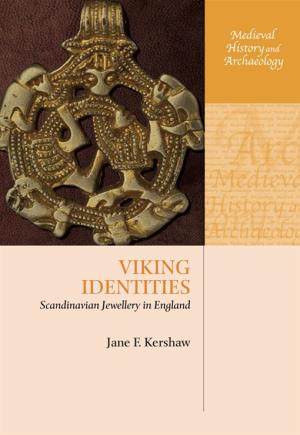 Medieval
History and
Archaeology
VIKING
IDENTITIES
Scandinavian Jewellery in England
Jane F. Kershaw